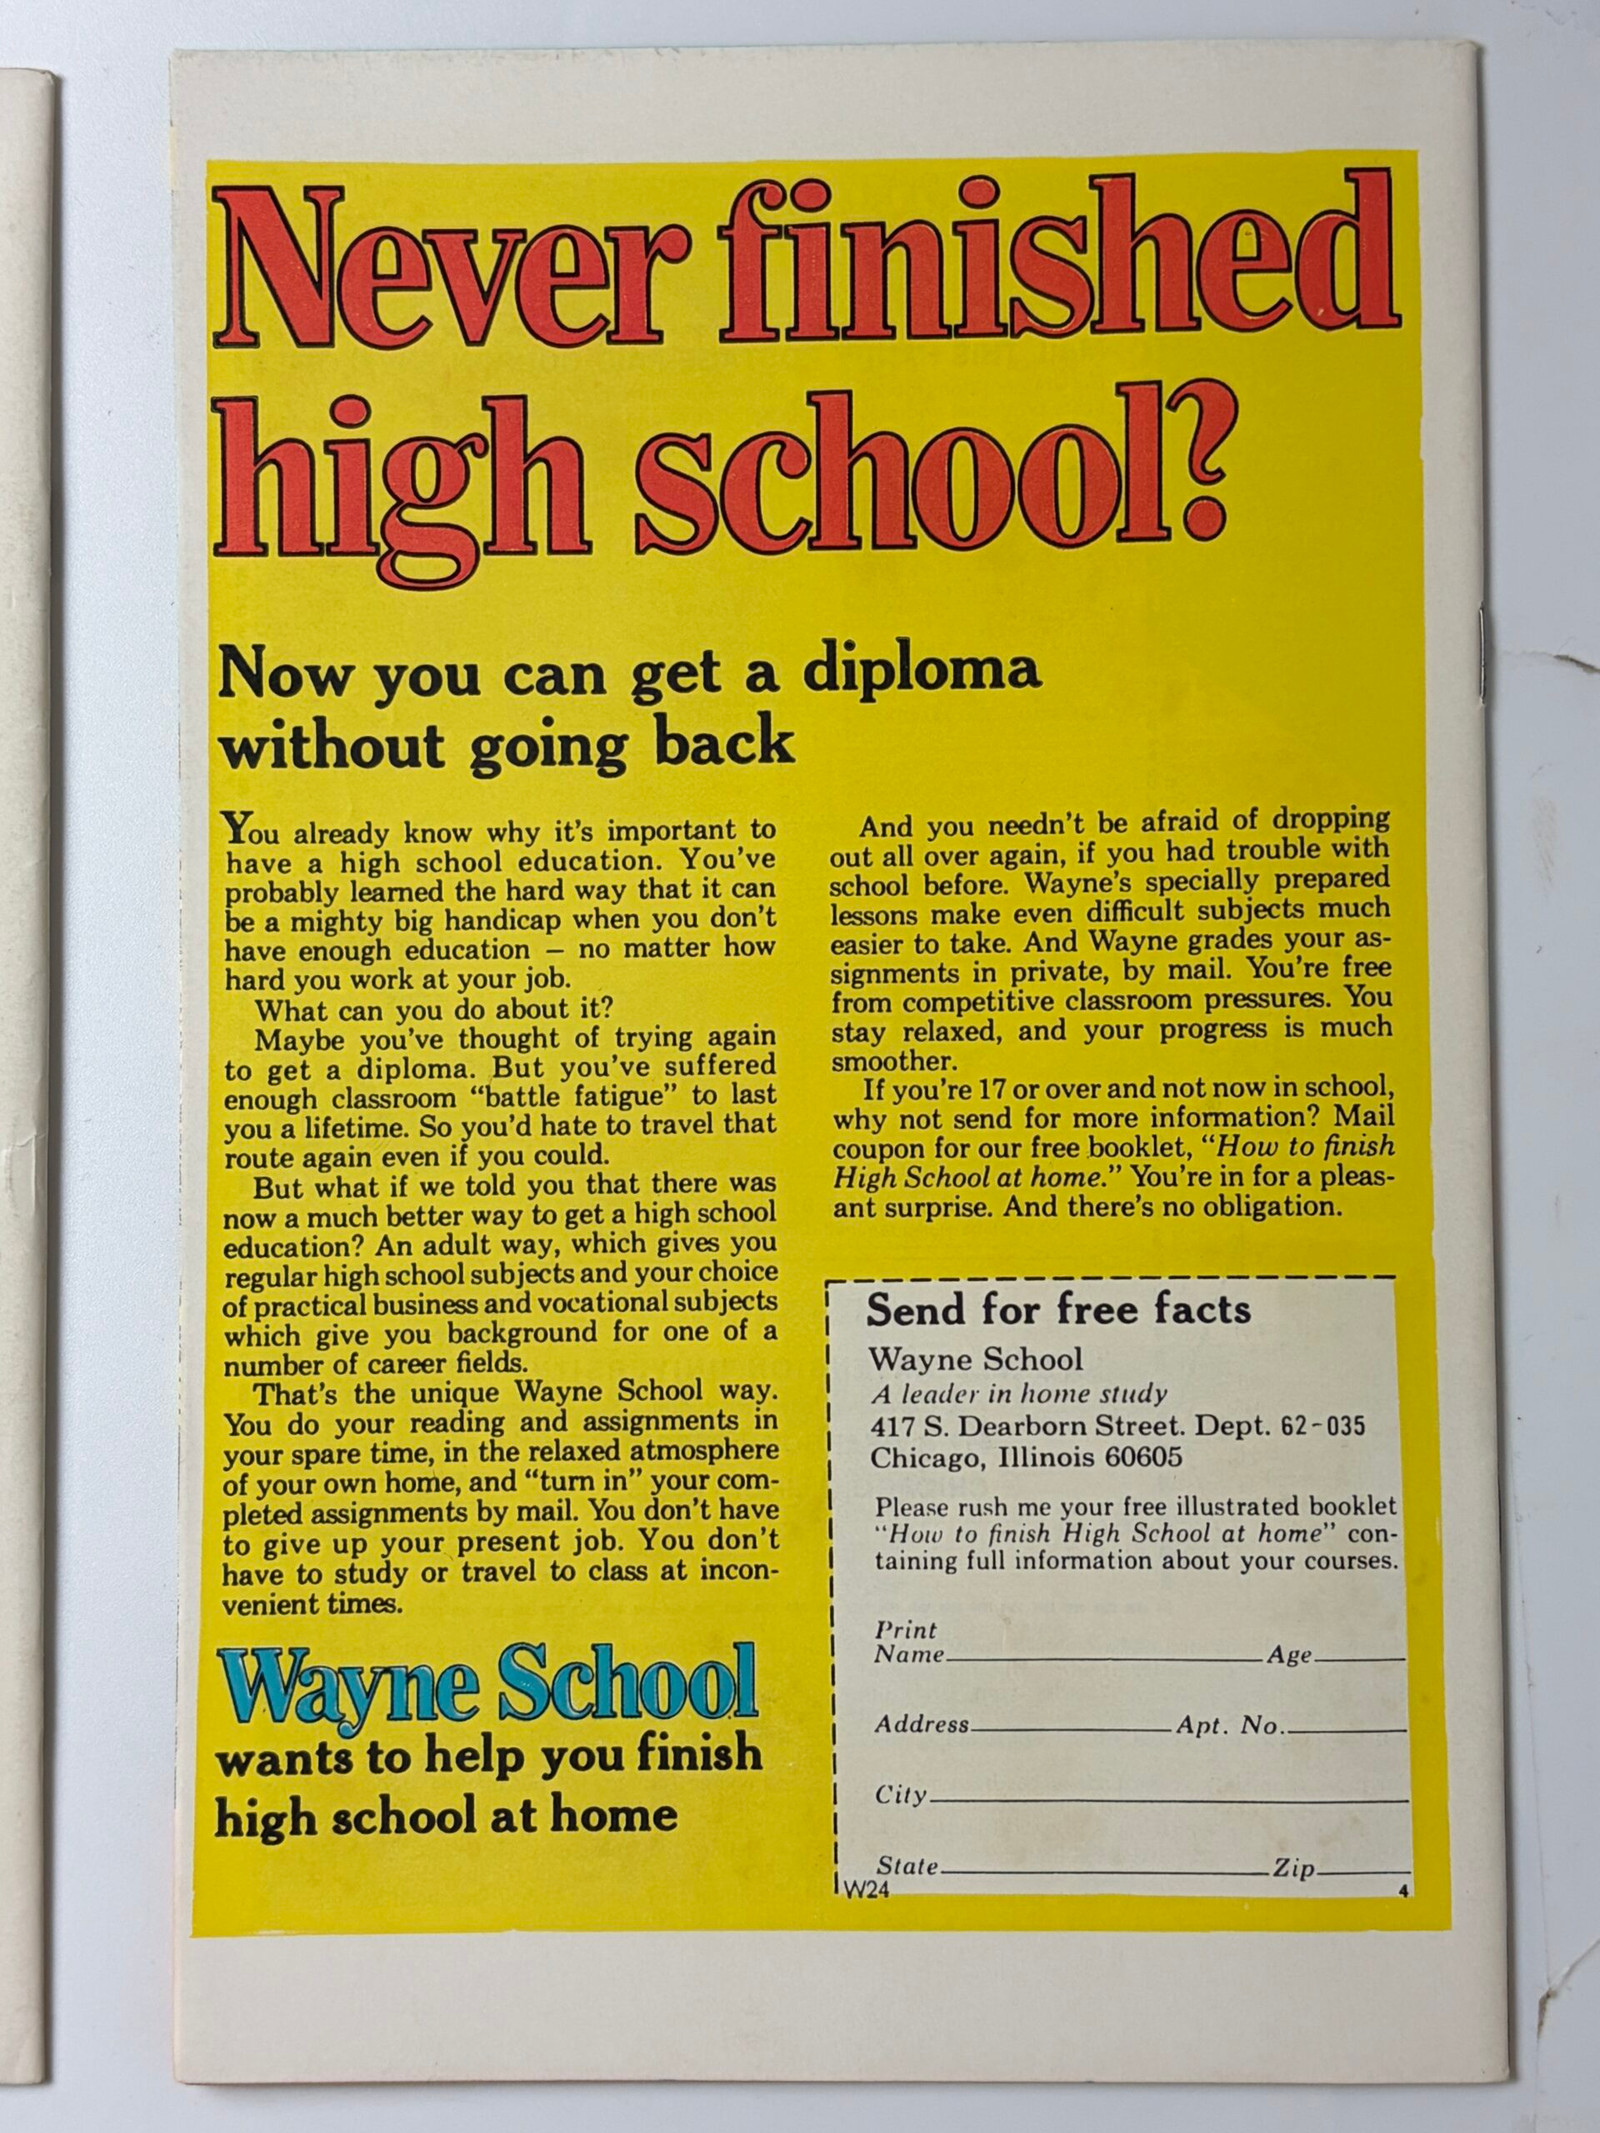 Never finished
high school?
Now you can get a diploma
without going back
You already know why it's important to
have a high school education. You've
probably learned the hard way that it can
be a mighty big handicap when you don't
have enough education – no matter how
hard you work at your job.
What can you do about it?
Maybe you've thought of trying again
to get a diploma. But you've suffered
enough classroom “battle fatigue” to last
you a lifetime. So you'd hate to travel that
route again even if you could.
But what if we told you that there was
now a much better way to get a high school
education? An adult way, which gives you
regular high school subjects and your choice
of practical business and vocational subjects
which give you background for one of a
number of career fields.
That's the unique Wayne School way.
You do your reading and assignments in
your spare time, in the relaxed atmosphere
of your own home, and “turn in” your com-
pleted assignments by mail. You don't have
to give up your present job. You don't
have to study or travel to class at incon-
venient times.
Wayne School
wants to help you finish
high school at home
And you needn't be afraid of dropping
out all over again, if you had trouble with
school before. Wayne's specially prepared
lessons make even difficult subjects much
easier to take. And Wayne grades your as-
signments in private, by mail. You're free
from competitive classroom pressures. You
stay relaxed, and your progress is much
smoother.
If you're 17 or over and not now in school,
why not send for more information? Mail
coupon for our free booklet, “How to finish
High School at home.” You're in for a pleas-
ant surprise. And there's no obligation.
Send for free facts
Wayne School
A leader in home study
417 S. Dearborn Street. Dept. 62-035
Chicago, Illinois 60605
Please rush me your free illustrated booklet
“How to finish High School at home” con-
taining full information about your courses.
Print
Name Age
Address Apt. No.
City
State Zip
W24 4